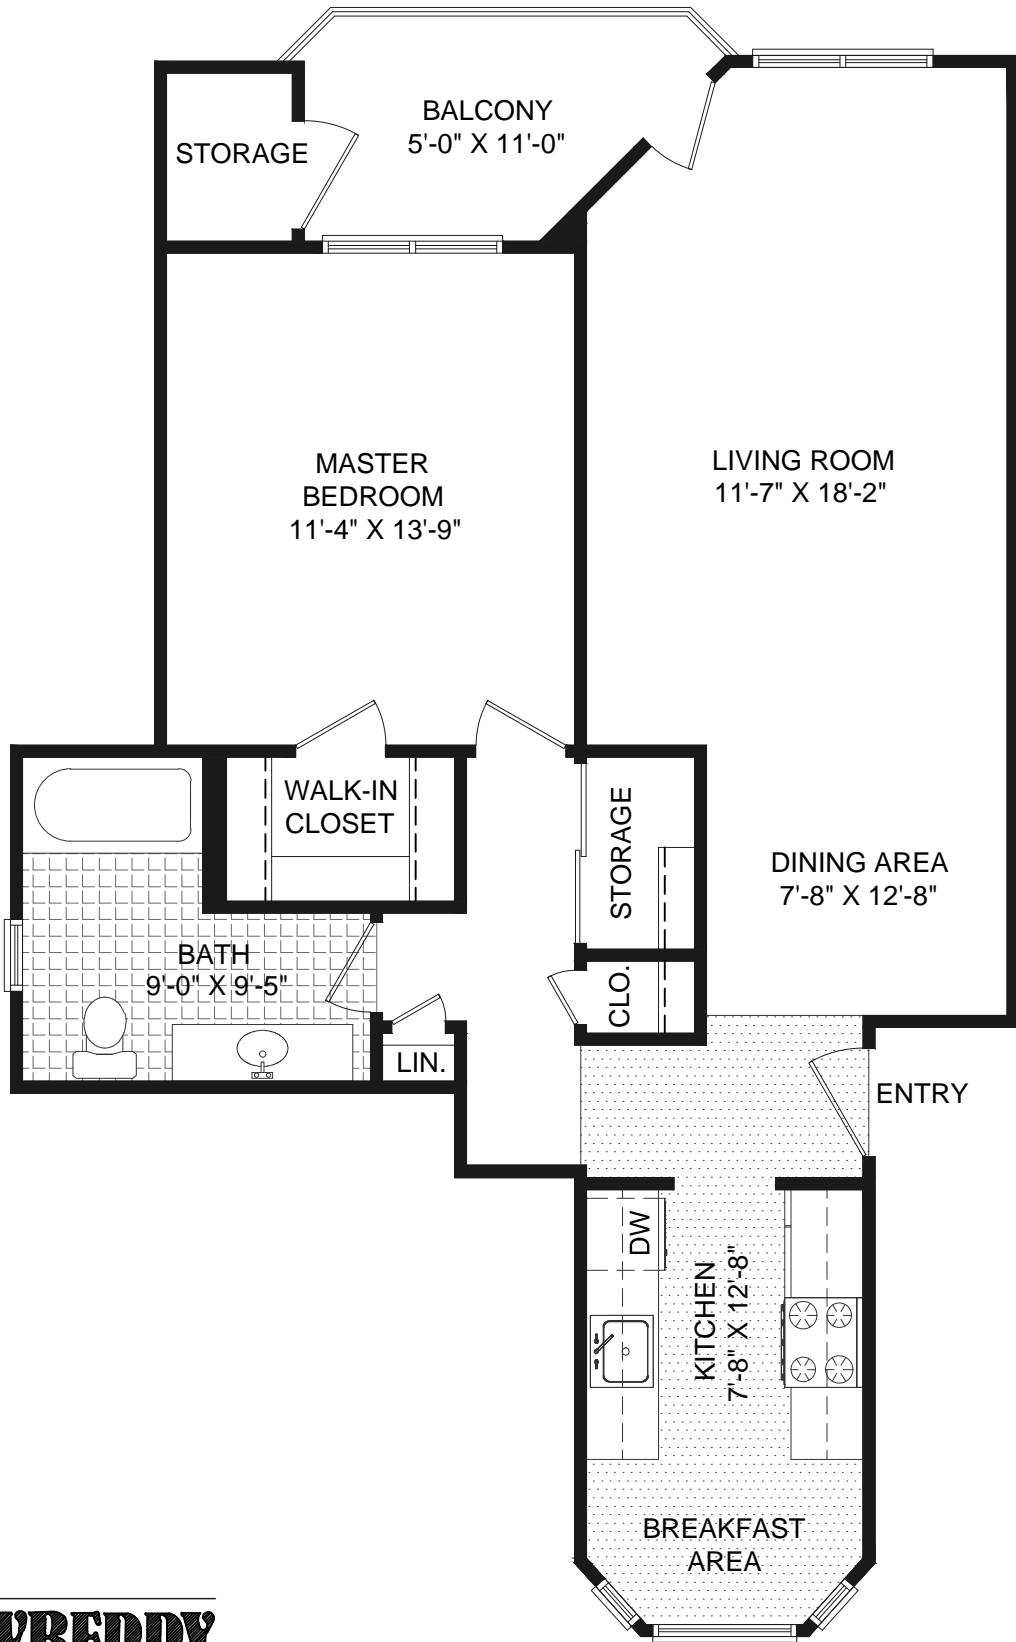 BALCONY
5'-0" X 11'-0"
STORAGE
MASTER
BEDROOM
11'-4" X 13'-9"
LIVING ROOM
11'-7" X 18'-2"
WALK-IN
CLOSET
STORAGE
DINING AREA
7'-8" X 12'-8"
BATH
9'-0" X 9'-5"
CLO.
LIN.
ENTRY
DW
KITCHEN
7'-8" X 12'-8"
BREAKFAST
AREA